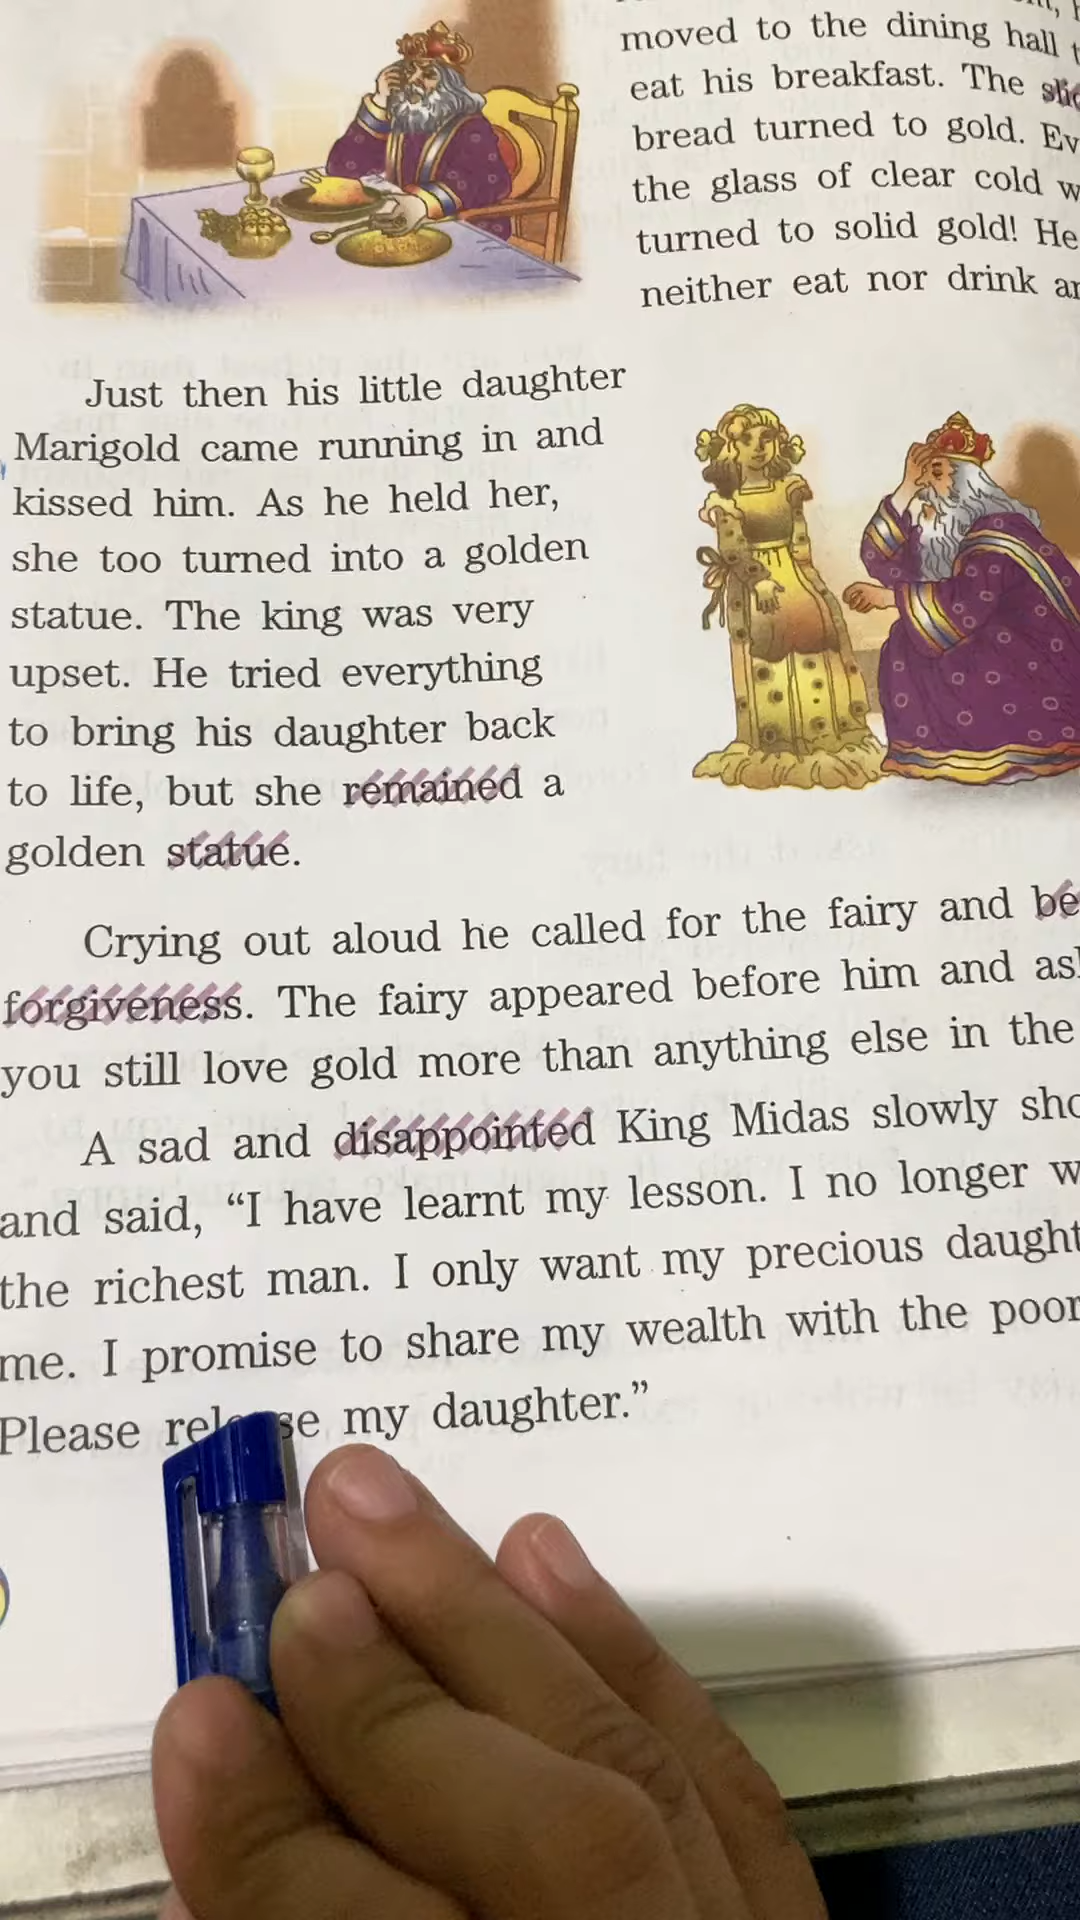 moved to the dining hall
eat his breakfast. The
bread turned to gold.
the glass of clear cold
turned to solid gold! He
neither eat nor drink
Just then his little daughter
Marigold came running in and
kissed him. As he held her,
she too turned into a golden
statue. The king was very
upset. He tried everything
to bring his daughter back
to life, but she remained a
golden statue.
Crying out aloud he called for the fairy and
forgiveness. The fairy appeared before him and
you still love gold more than anything else in the
A sad and disappointed King Midas slowly
and said, “I have learnt my lesson. I no longer
the richest man. I only want my precious
me. I promise to share my wealth with the poor
Please my daughter.”